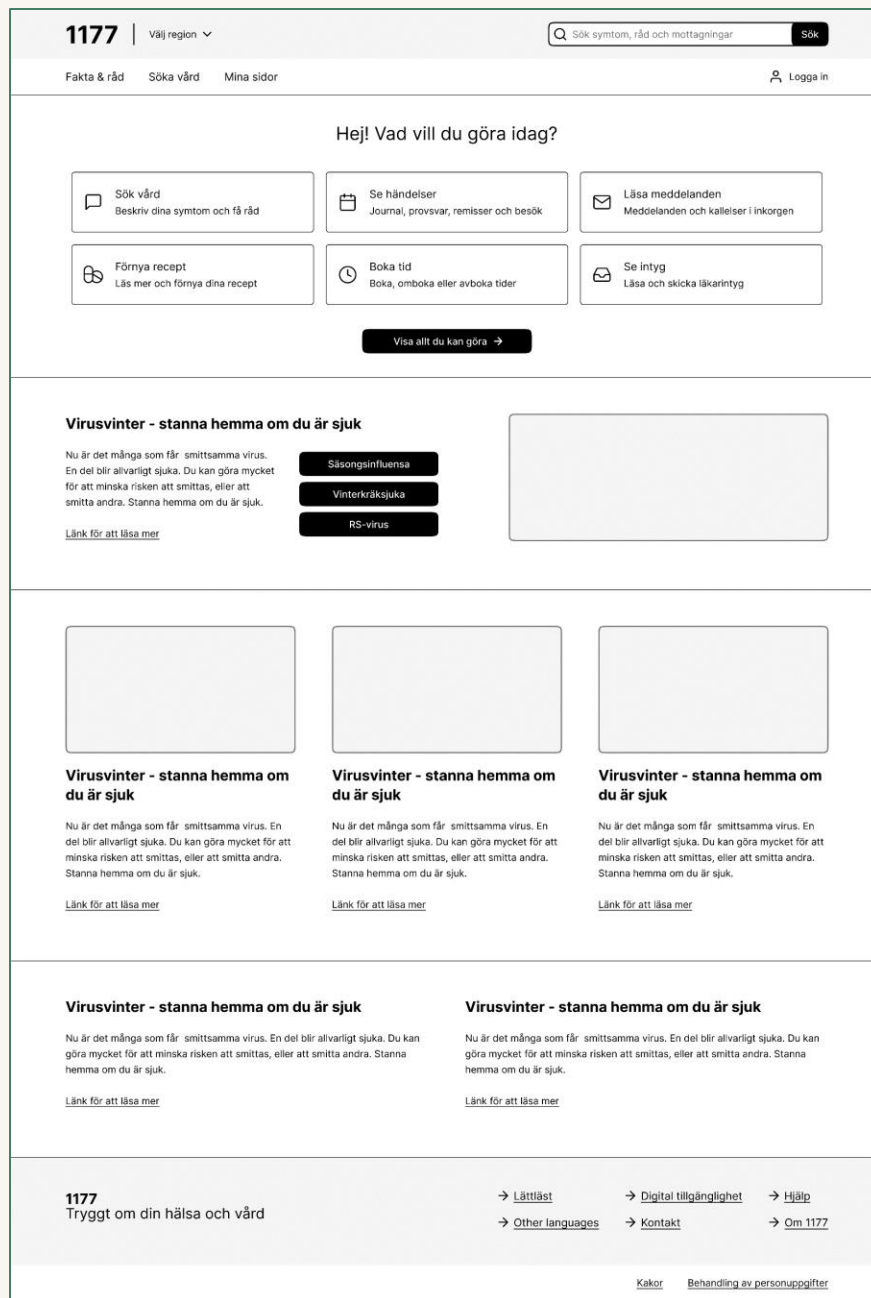 1177
Välj region
Sök symtom, råd och mottagningar
Sök
Fakta & råd
Söka vård
Mina sidor
Logga in
Hej! Vad vill du göra idag?
Sök vård
Beskriv dina symtom och få råd
Se händelser
Journal, provsvar, remisser och besök
Läsa meddelanden
Meddelanden och kallelser i inkorgen
Förnya recept
Läs mer och förnya dina recept
Boka tid
Boka, omboka eller avboka tider
Se intyg
Läsa och skicka läkarintyg
Visa allt du kan göra →
Virusvinter - stanna hemma om du är sjuk
Nu är det många som får smittsamma virus.
En del blir allvarligt sjuka. Du kan göra mycket
för att minska risken att smittas, eller att
smitta andra. Stanna hemma om du är sjuk.
Länk för att läsa mer
Säsongsinfluensa
Vinterkräksjuka
RS-virus
Virusvinter - stanna hemma om
du är sjuk
Nu är det många som får smittsamma virus. En
del blir allvarligt sjuka. Du kan göra mycket för att
minska risken att smittas, eller att smitta andra.
Stanna hemma om du är sjuk.
Länk för att läsa mer
Virusvinter - stanna hemma om
du är sjuk
Nu är det många som får smittsamma virus. En
del blir allvarligt sjuka. Du kan göra mycket för att
minska risken att smittas, eller att smitta andra.
Stanna hemma om du är sjuk.
Länk för att läsa mer
Virusvinter - stanna hemma om
du är sjuk
Nu är det många som får smittsamma virus. En
del blir allvarligt sjuka. Du kan göra mycket för att
minska risken att smittas, eller att smitta andra.
Stanna hemma om du är sjuk.
Länk för att läsa mer
Virusvinter - stanna hemma om du är sjuk
Nu är det många som får smittsamma virus. En del blir allvarligt sjuka. Du kan
göra mycket för att minska risken att smittas, eller att smitta andra. Stanna
hemma om du är sjuk.
Länk för att läsa mer
Virusvinter - stanna hemma om du är sjuk
Nu är det många som får smittsamma virus. En del blir allvarligt sjuka. Du kan
göra mycket för att minska risken att smittas, eller att smitta andra. Stanna
hemma om du är sjuk.
Länk för att läsa mer
1177
Tryggt om din hälsa och vård
→ Lättläst
→ Digital tillgänglighet
→ Hjälp
→ Other languages
→ Kontakt
→ Om 1177
Kakor
Behandling av personuppgifter